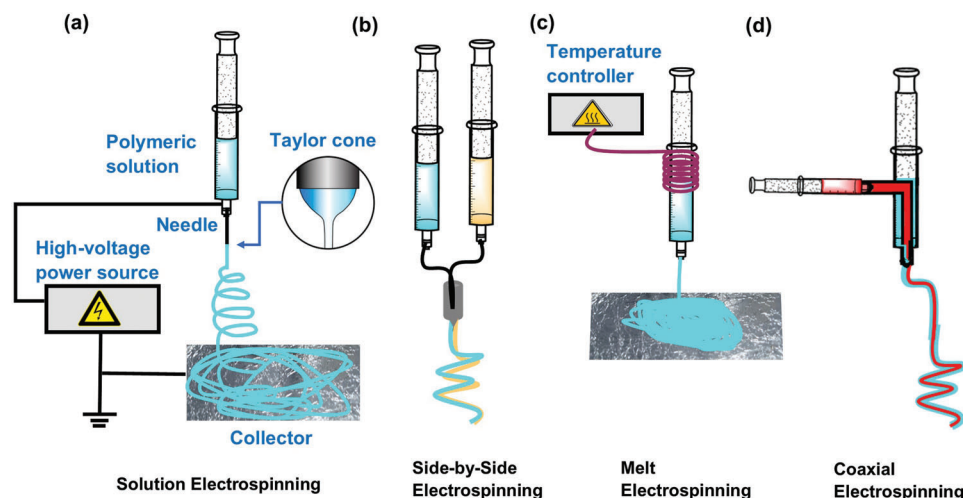 (a)
(b)
(c)
(d)
Polymeric
solution
Taylor cone
Needle
High-voltage
power source
Collector
Temperature
controller
Solution Electrospinning
Side-by-Side
Electrospinning
Melt
Electrospinning
Coaxial
Electrospinning